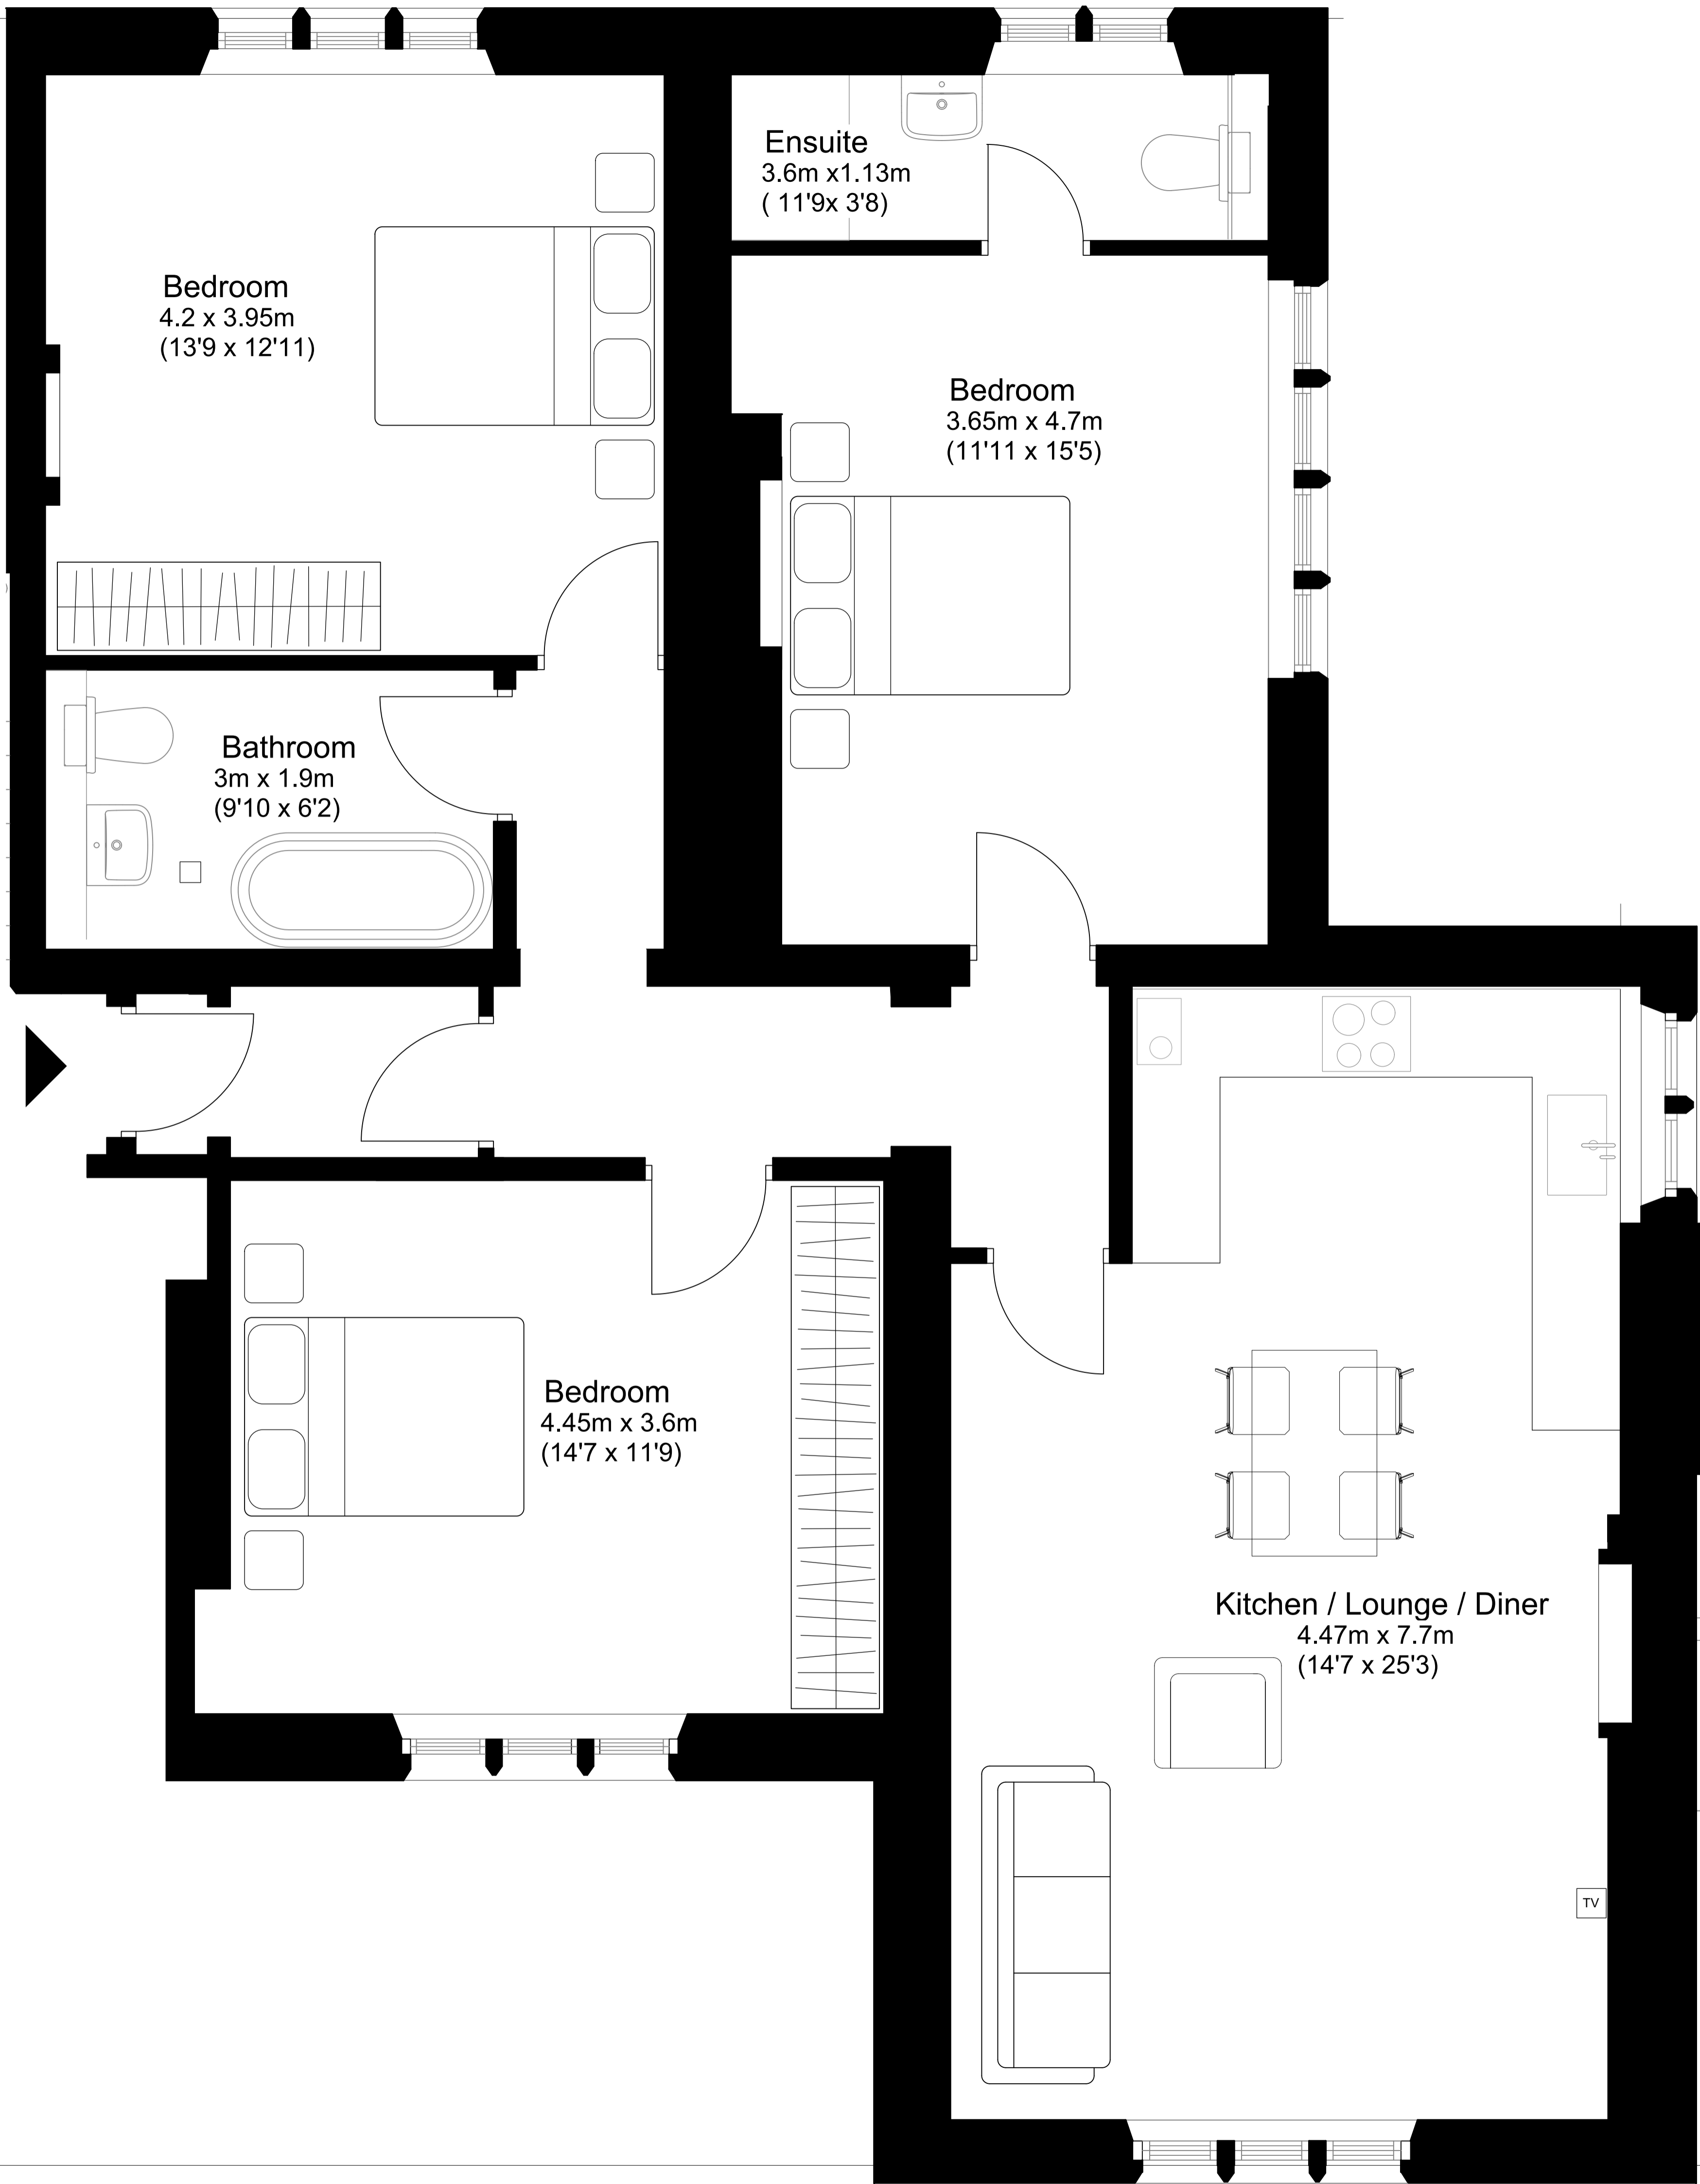 Ensuite
3.6m x1.13m
( 11'9x 3'8)
Bedroom
4.2 x 3.95m
(13'9 x 12'11)
Bedroom
3.65m x 4.7m
(11'11 x 15'5)
Bathroom
3m x 1.9m
(9'10 x 6'2)
Bedroom
4.45m x 3.6m
(14'7 x 11'9)
Kitchen / Lounge / Diner
4.47m x 7.7m
(14'7 x 25'3)
TV